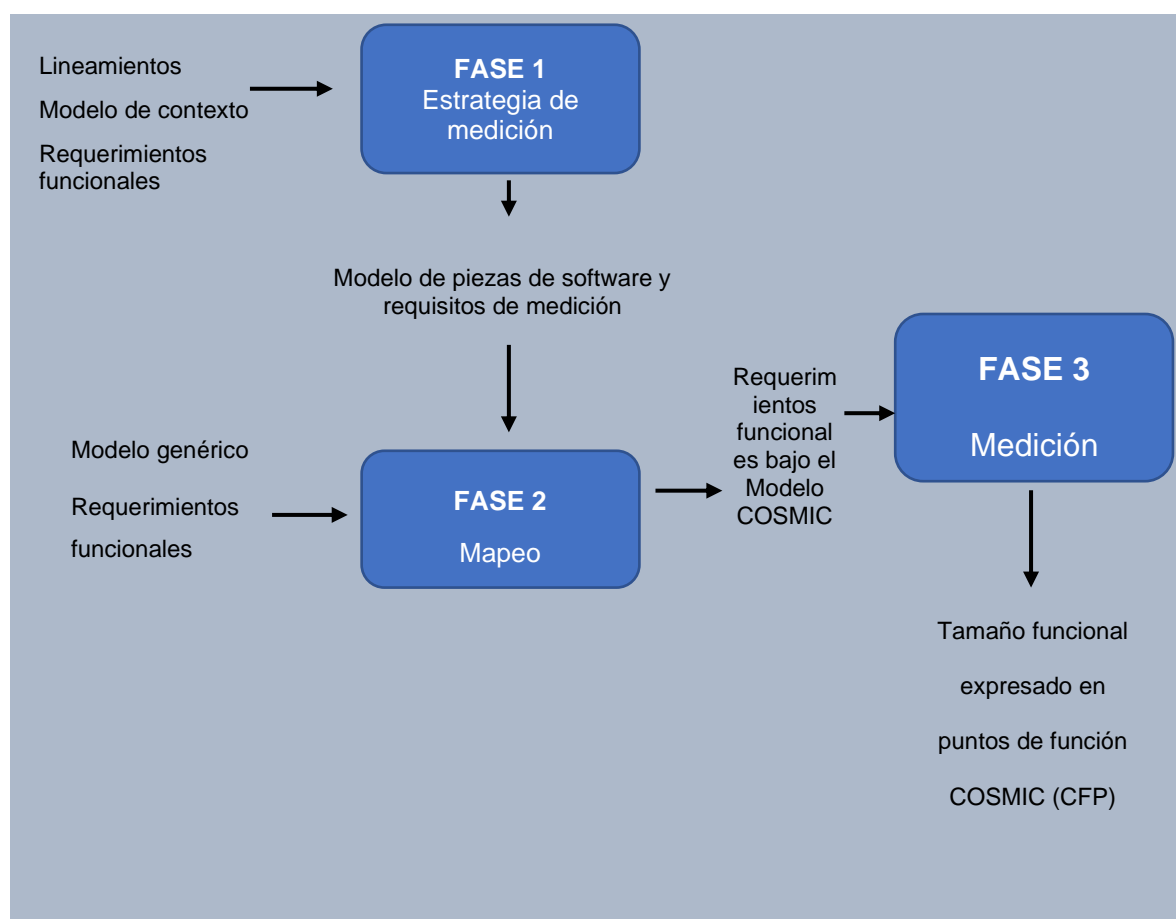 Lineamientos
Modelo de contexto
Requerimientos
funcionales
FASE 1
Estrategia de
medición
Modelo de piezas de software y
requisitos de medición
Modelo genérico
Requerimientos
funcionales
FASE 2
Mapeo
Requerim
ientos
funcional
es bajo el
Modelo
COSMIC
FASE 3
Medición
Tamaño funcional
expresado en
puntos de función
COSMIC (CFP)